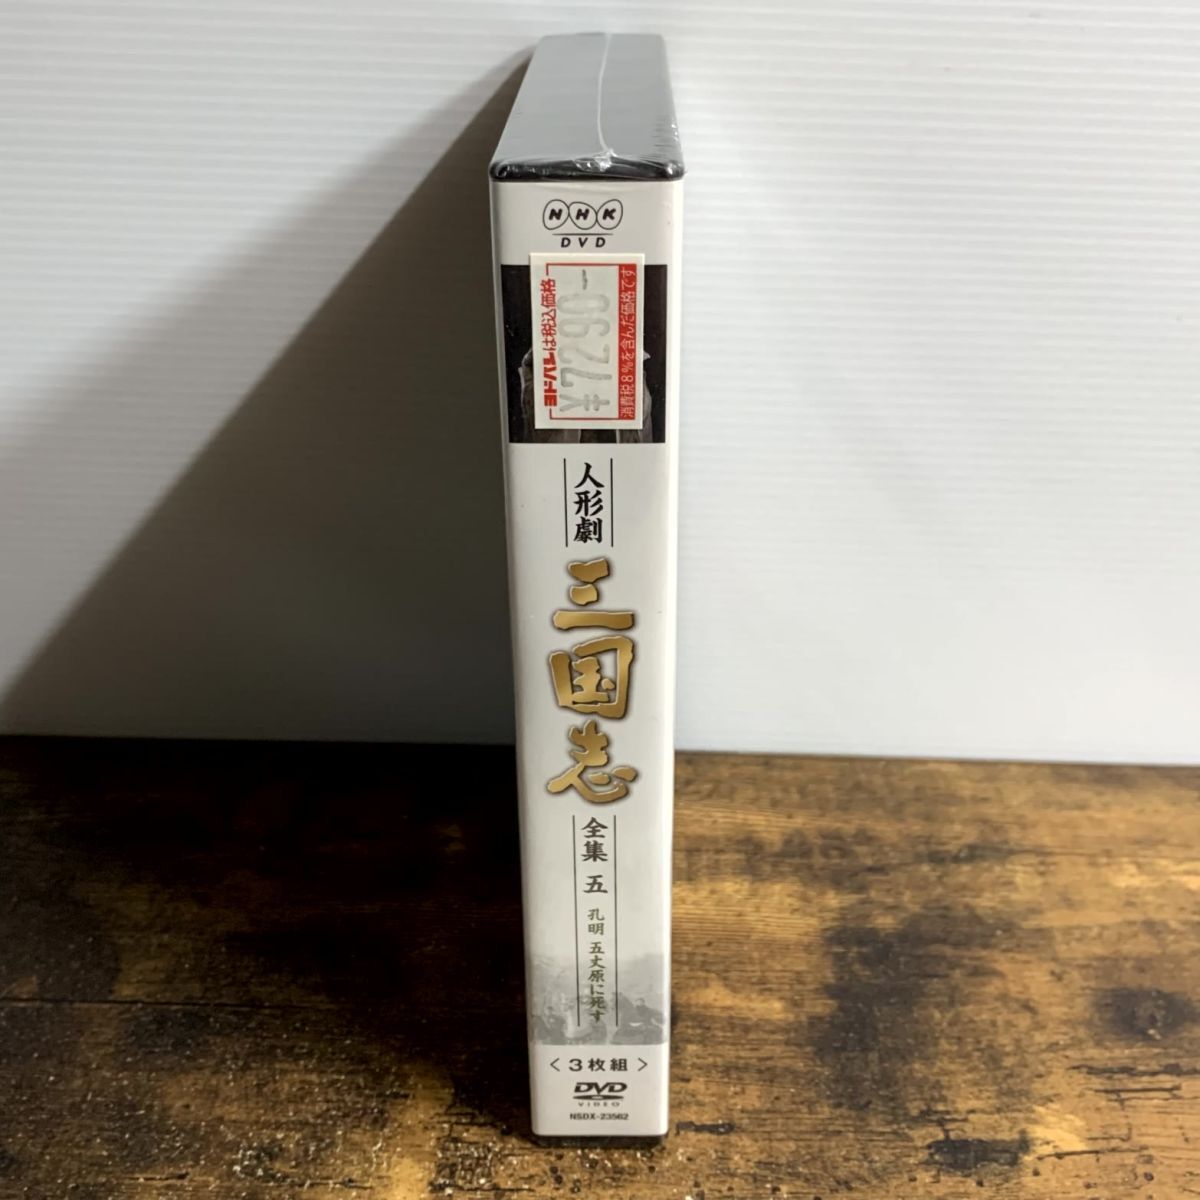 NHK
DVD
ヨドバシは税込価格
¥7290-
消費税8%を含んだ価格です
人形劇
三国志
全集 五
孔明 五丈原に死す
〈3枚組〉
DVD
VIDEO
NSDX-23562